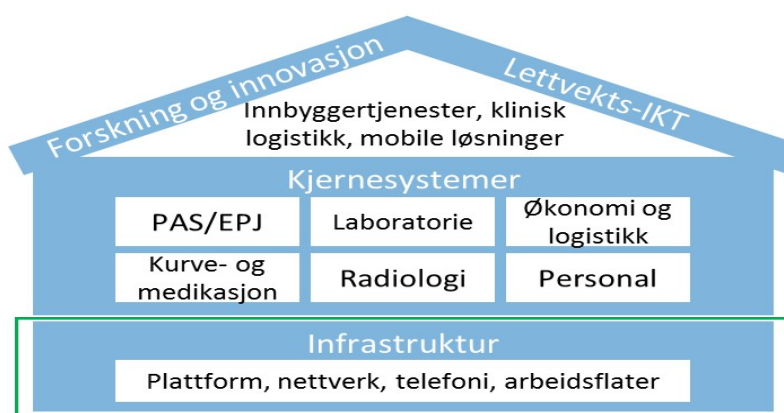 Forskning og innovasjon
Lettvekts-IKT
Innbyggertjenester, klinisk
logistikk, mobile løsninger
Kjernesystemer
PAS/EPJ
Laboratorie
Økonomi og
logistikk
Kurve- og
medikasjon
Radiologi
Personal
Infrastruktur
Plattform, nettverk, telefoni, arbeidsflater